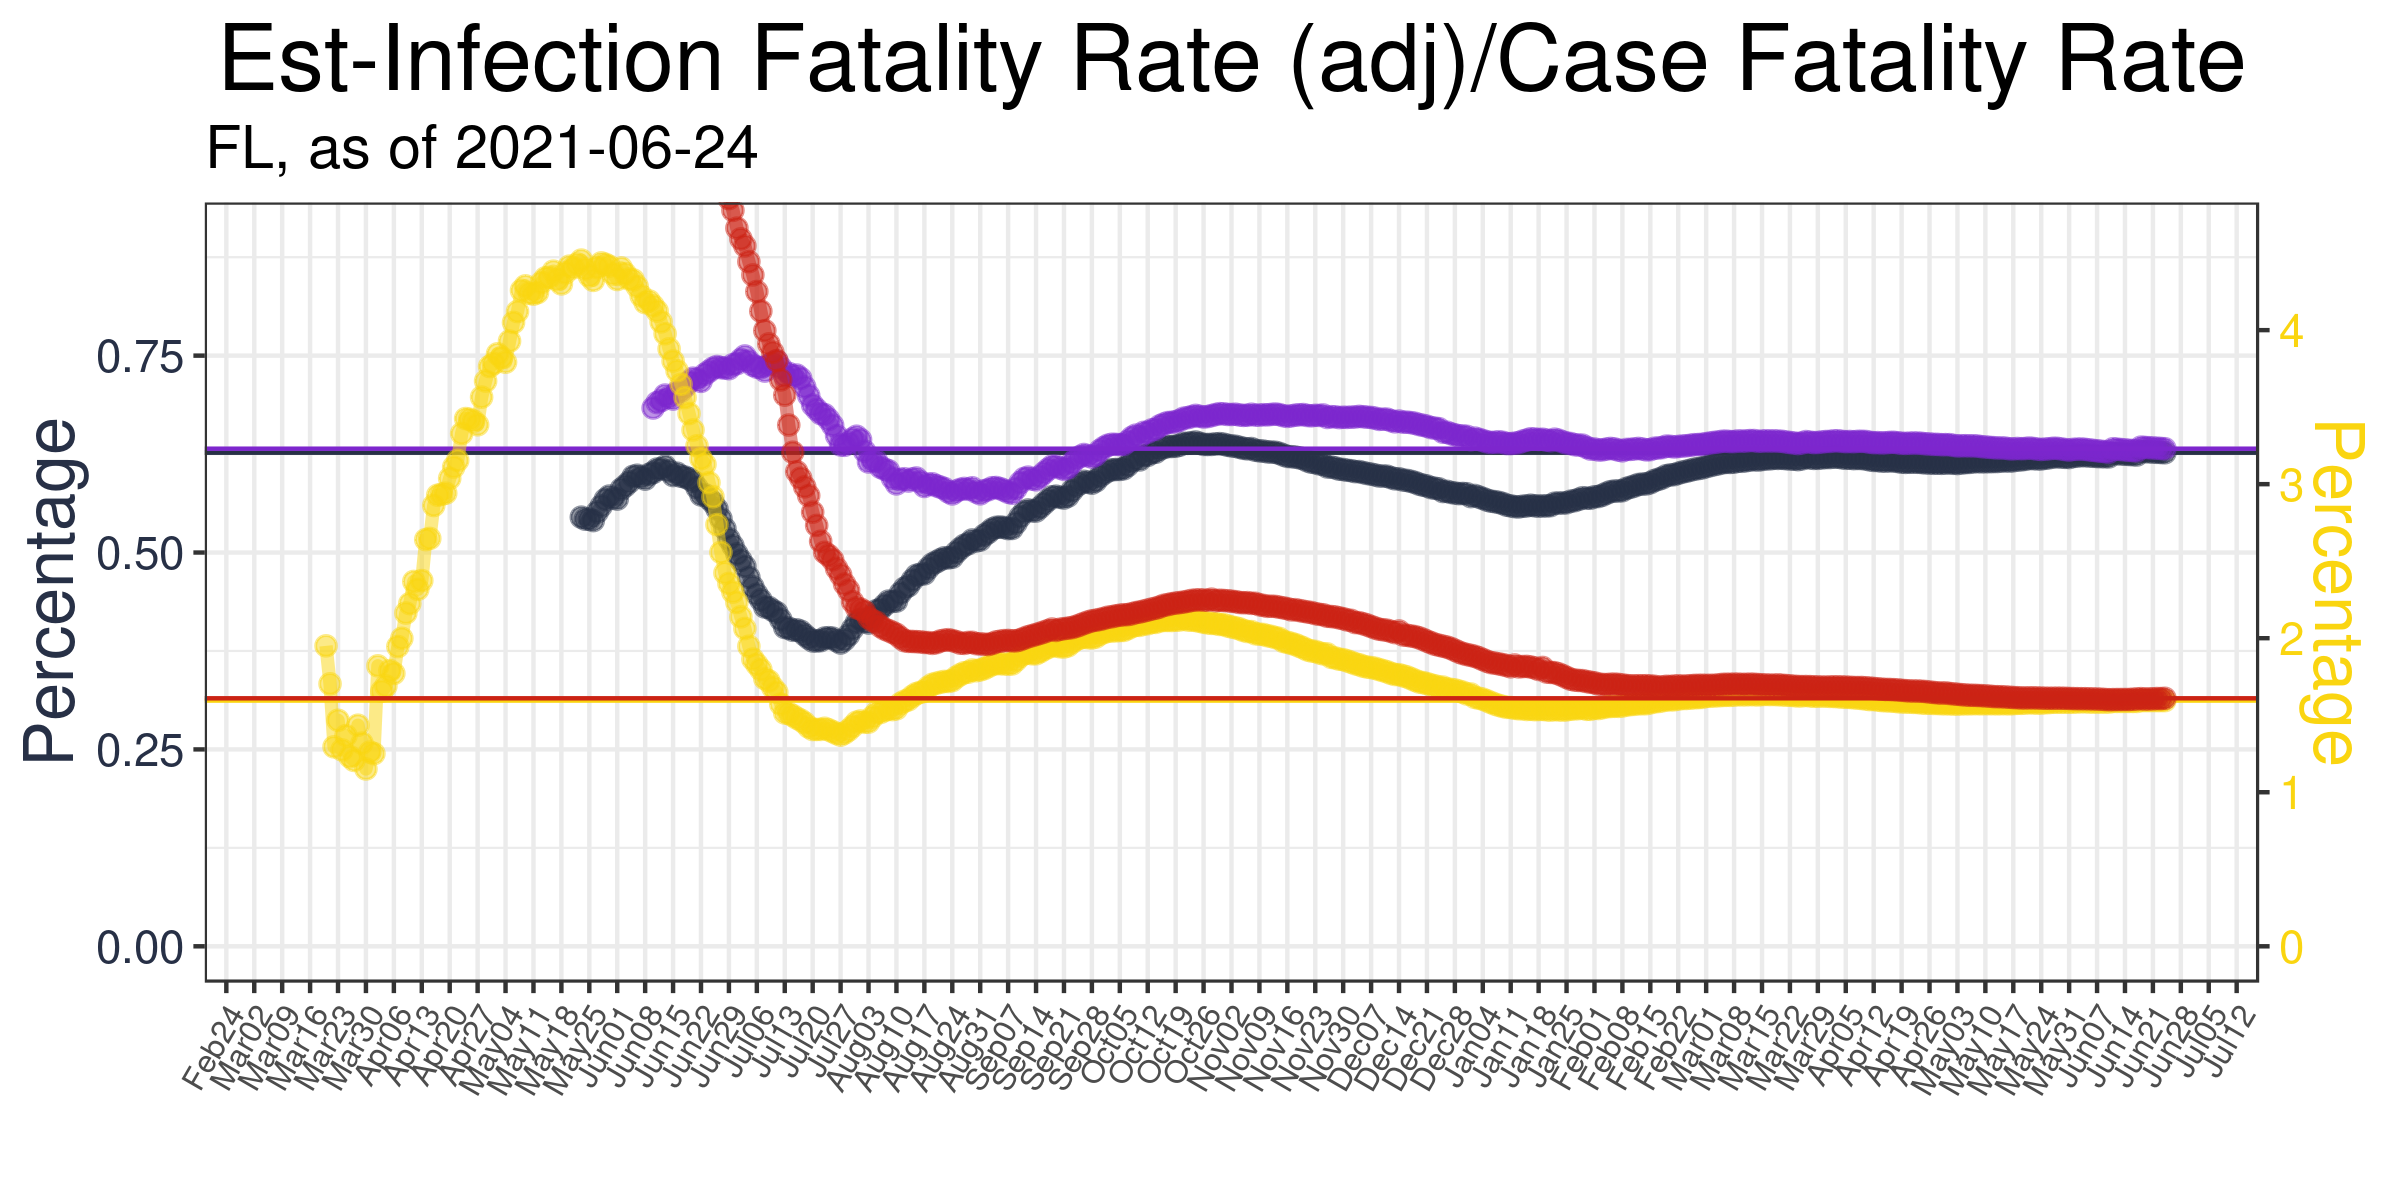 Est-Infection Fatality Rate (adj)/Case Fatality Rate
FL, as of 2021-06-24
Percentage
0.75
0.50
0.25
0.00
4
3
2
1
0
Percentage
Feb24
Mar02
Mar09
Mar16
Mar23
Mar30
Apr06
Apr13
Apr20
Apr27
May04
May11
May18
May25
Jun01
Jun08
Jun15
Jun22
Jun29
Jul06
Jul13
Jul20
Jul27
Aug03
Aug10
Aug17
Aug24
Aug31
Sep07
Sep14
Sep21
Sep28
Oct05
Oct12
Oct19
Oct26
Nov02
Nov09
Nov16
Nov23
Nov30
Dec07
Dec14
Dec21
Dec28
Jan04
Jan11
Jan18
Jan25
Feb01
Feb08
Feb15
Feb22
Mar01
Mar08
Mar15
Mar22
Mar29
Apr05
Apr12
Apr19
Apr26
May03
May10
May17
May24
May31
Jun07
Jun14
Jun21
Jun28
Jul05
Jul12